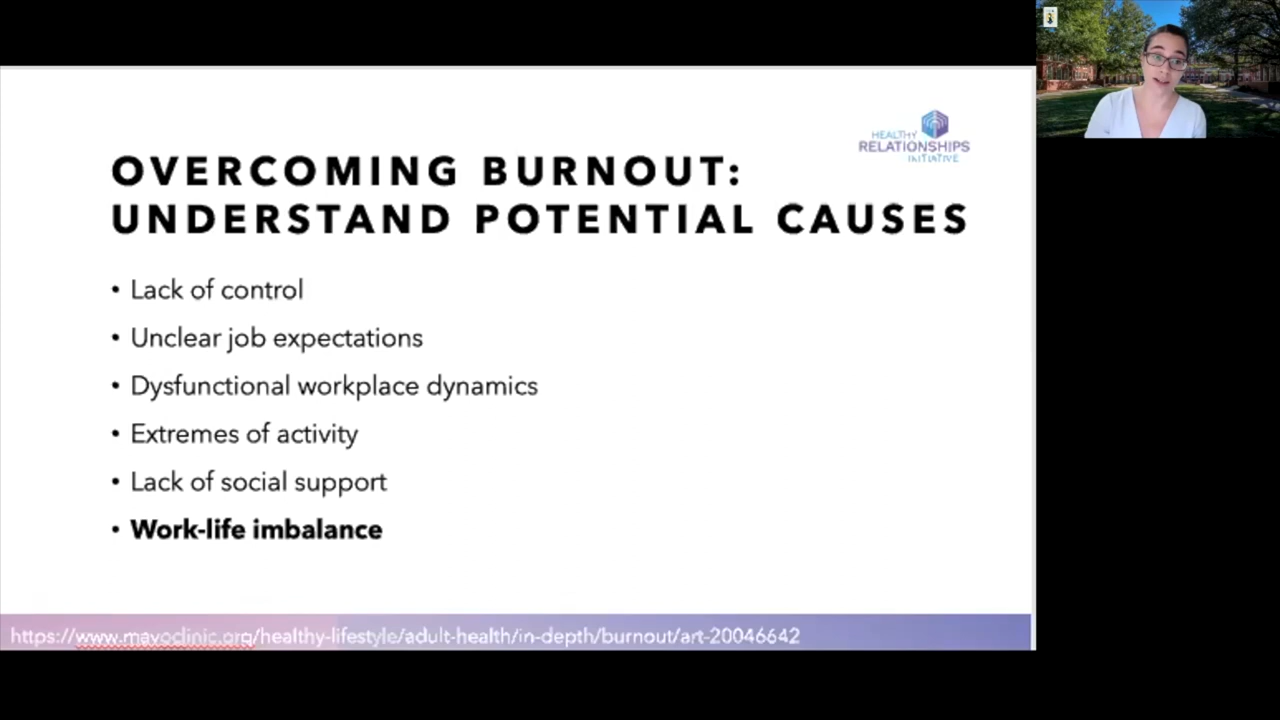 HEALTHY
RELATIONSHIPS
INITIATIVE
OVERCOMING BURNOUT:
UNDERSTAND POTENTIAL CAUSES
• Lack of control
• Unclear job expectations
• Dysfunctional workplace dynamics
• Extremes of activity
• Lack of social support
• Work-life imbalance
https://www.mayoclinic.org/healthy-lifestyle/adult-health/in-depth/burnout/art-20046642